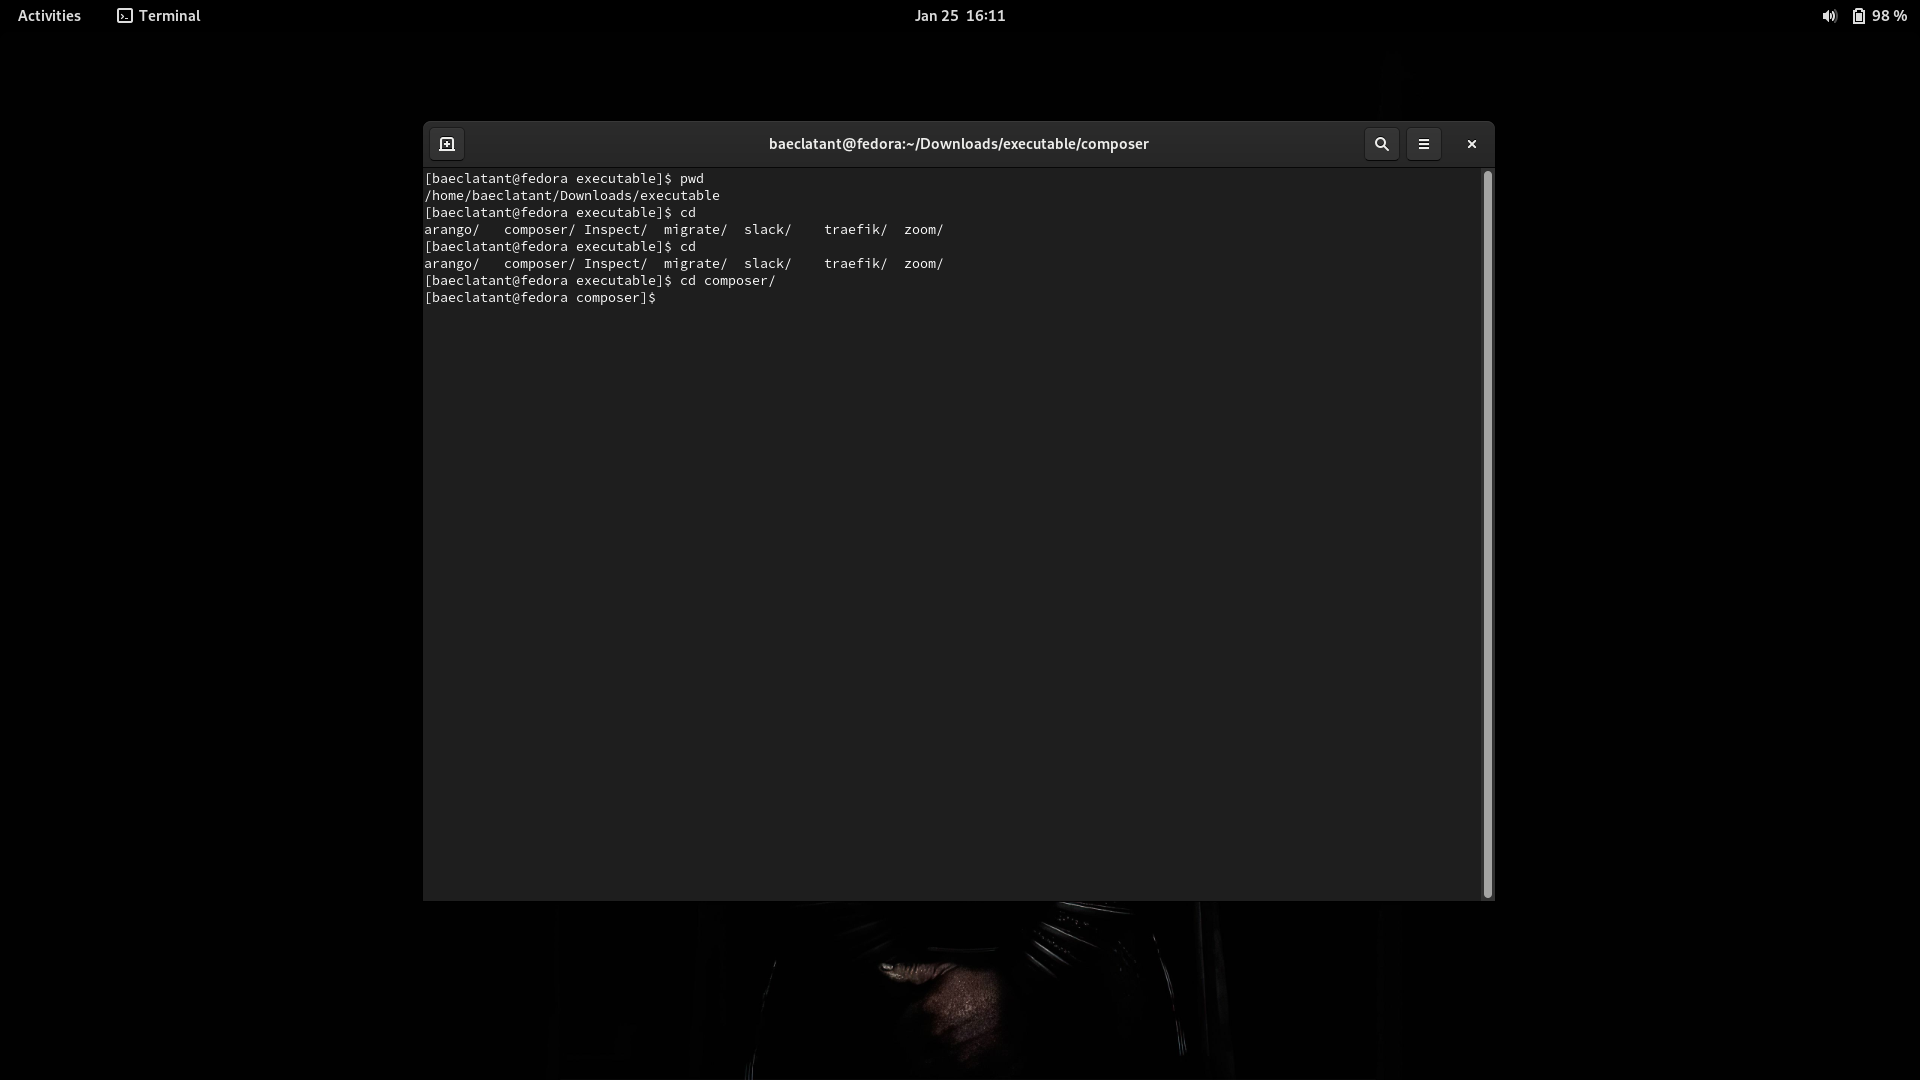 Activities Terminal Jan 25 16:11 98 %
baeclatant@fedora:~/Downloads/executable/composer
[baeclatant@fedora executable]$ pwd
/home/baeclatant/Downloads/executable
[baeclatant@fedora executable]$ cd
arango/   composer/ Inspect/  migrate/  slack/    traefik/  zoom/
[baeclatant@fedora executable]$ cd
arango/   composer/ Inspect/  migrate/  slack/    traefik/  zoom/
[baeclatant@fedora executable]$ cd composer/
[baeclatant@fedora composer]$